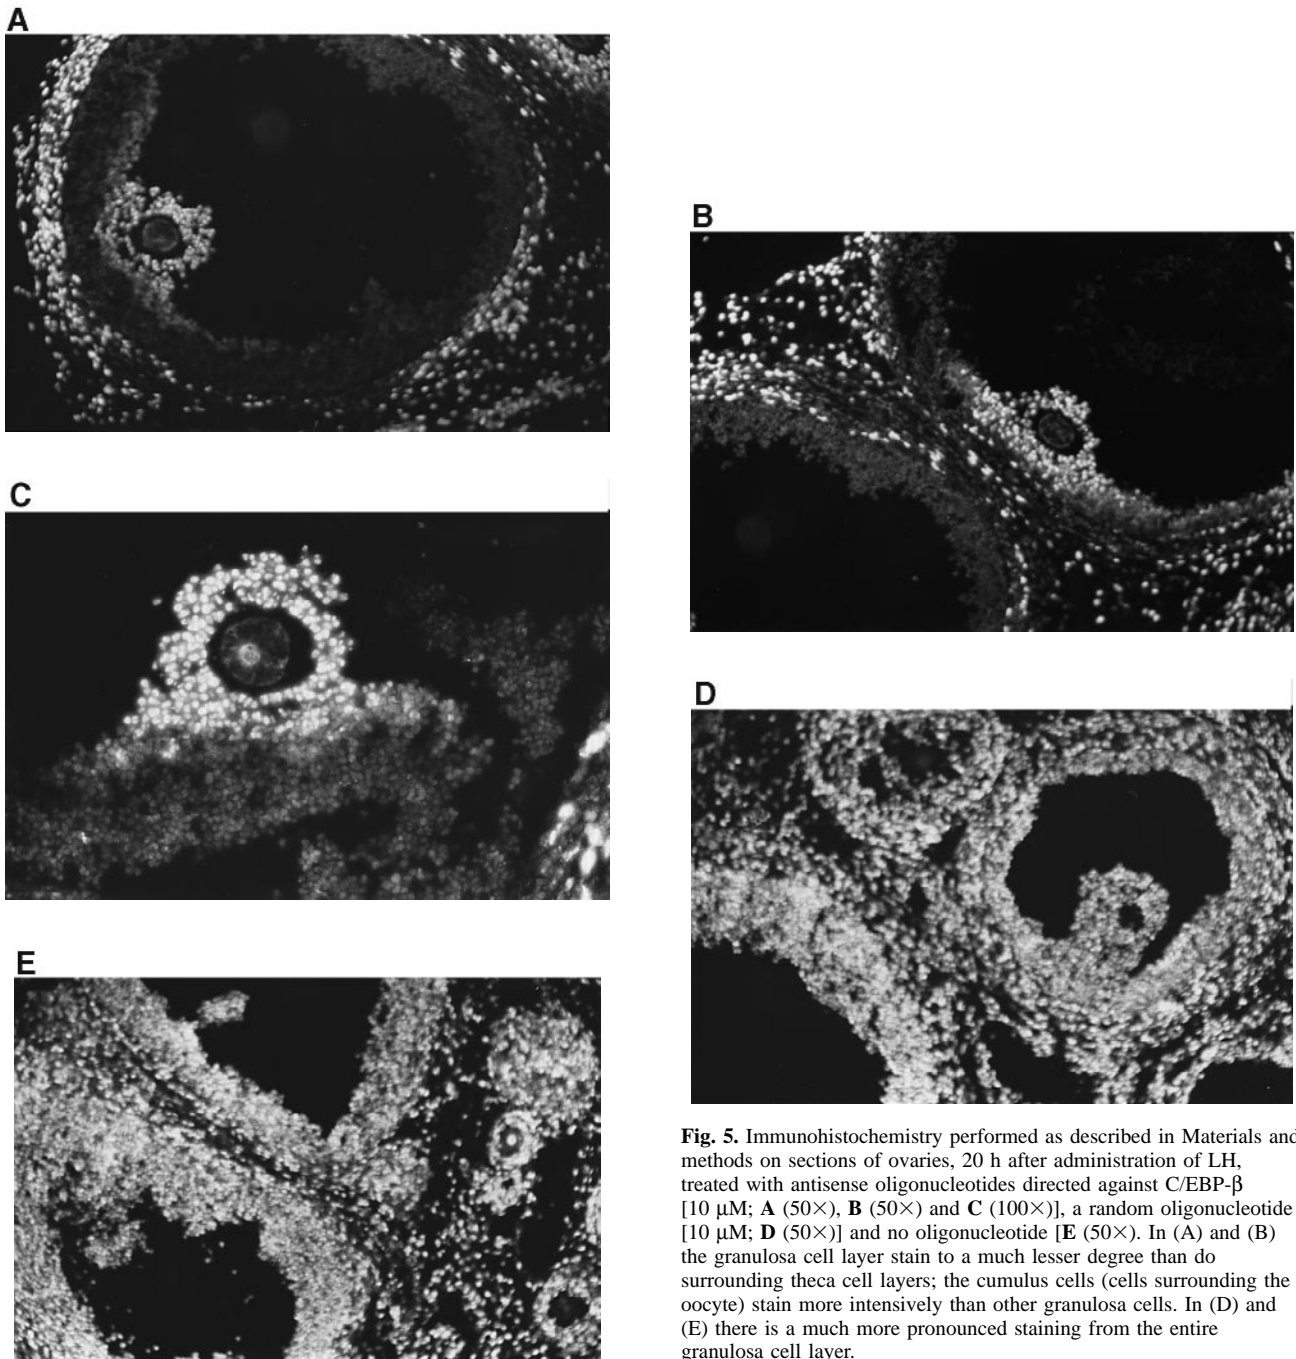 A
B
C
D
E
Fig. 5. Immunohistochemistry performed as described in Materials and
methods on sections of ovaries, 20 h after administration of LH,
treated with antisense oligonucleotides directed against C/EBP-β
[10 μM; A (50×), B (50×) and C (100×)], a random oligonucleotide
[10 μM; D (50×)] and no oligonucleotide [E (50×). In (A) and (B)
the granulosa cell layer stain to a much lesser degree than do
surrounding theca cell layers; the cumulus cells (cells surrounding the
oocyte) stain more intensively than other granulosa cells. In (D) and
(E) there is a much more pronounced staining from the entire
granulosa cell layer.